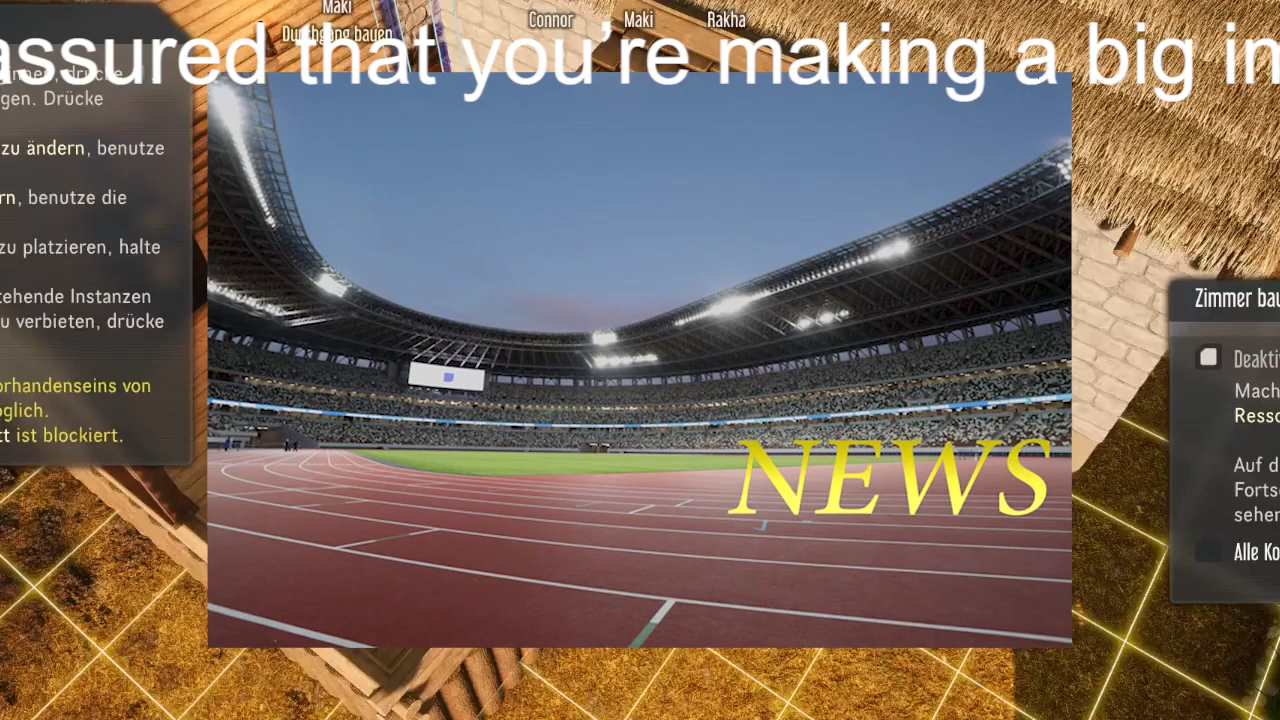 Maki
Durchgang bauen
Connor
Maki
Rakha
assured that you're making a big in
gen. Drücke
zu ändern, benutze
rn, benutze die
zu platzieren, halte
tehende Instanzen
u verbieten, drücke
orhandenseins von
öglich.
tt ist blockiert.
NEWS
Zimmer bau
Deakti
Mach
Resso
Auf d
Fortsc
sehen
Alle Ko